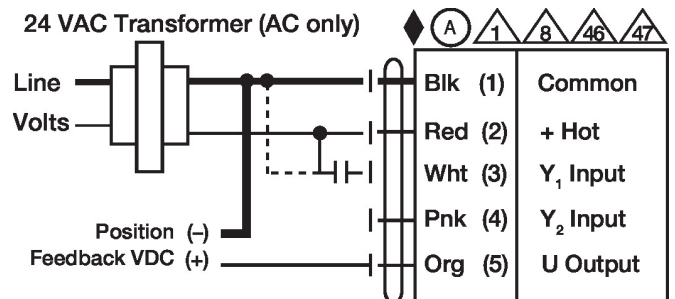 24 VAC Transformer (AC only)
A 1 8 46 47
Line
Volts
Blk (1) Common
Red (2) + Hot
Wht (3) Y₁ Input
Pnk (4) Y₂ Input
Position (–)
Feedback VDC (+)
Org (5) U Output